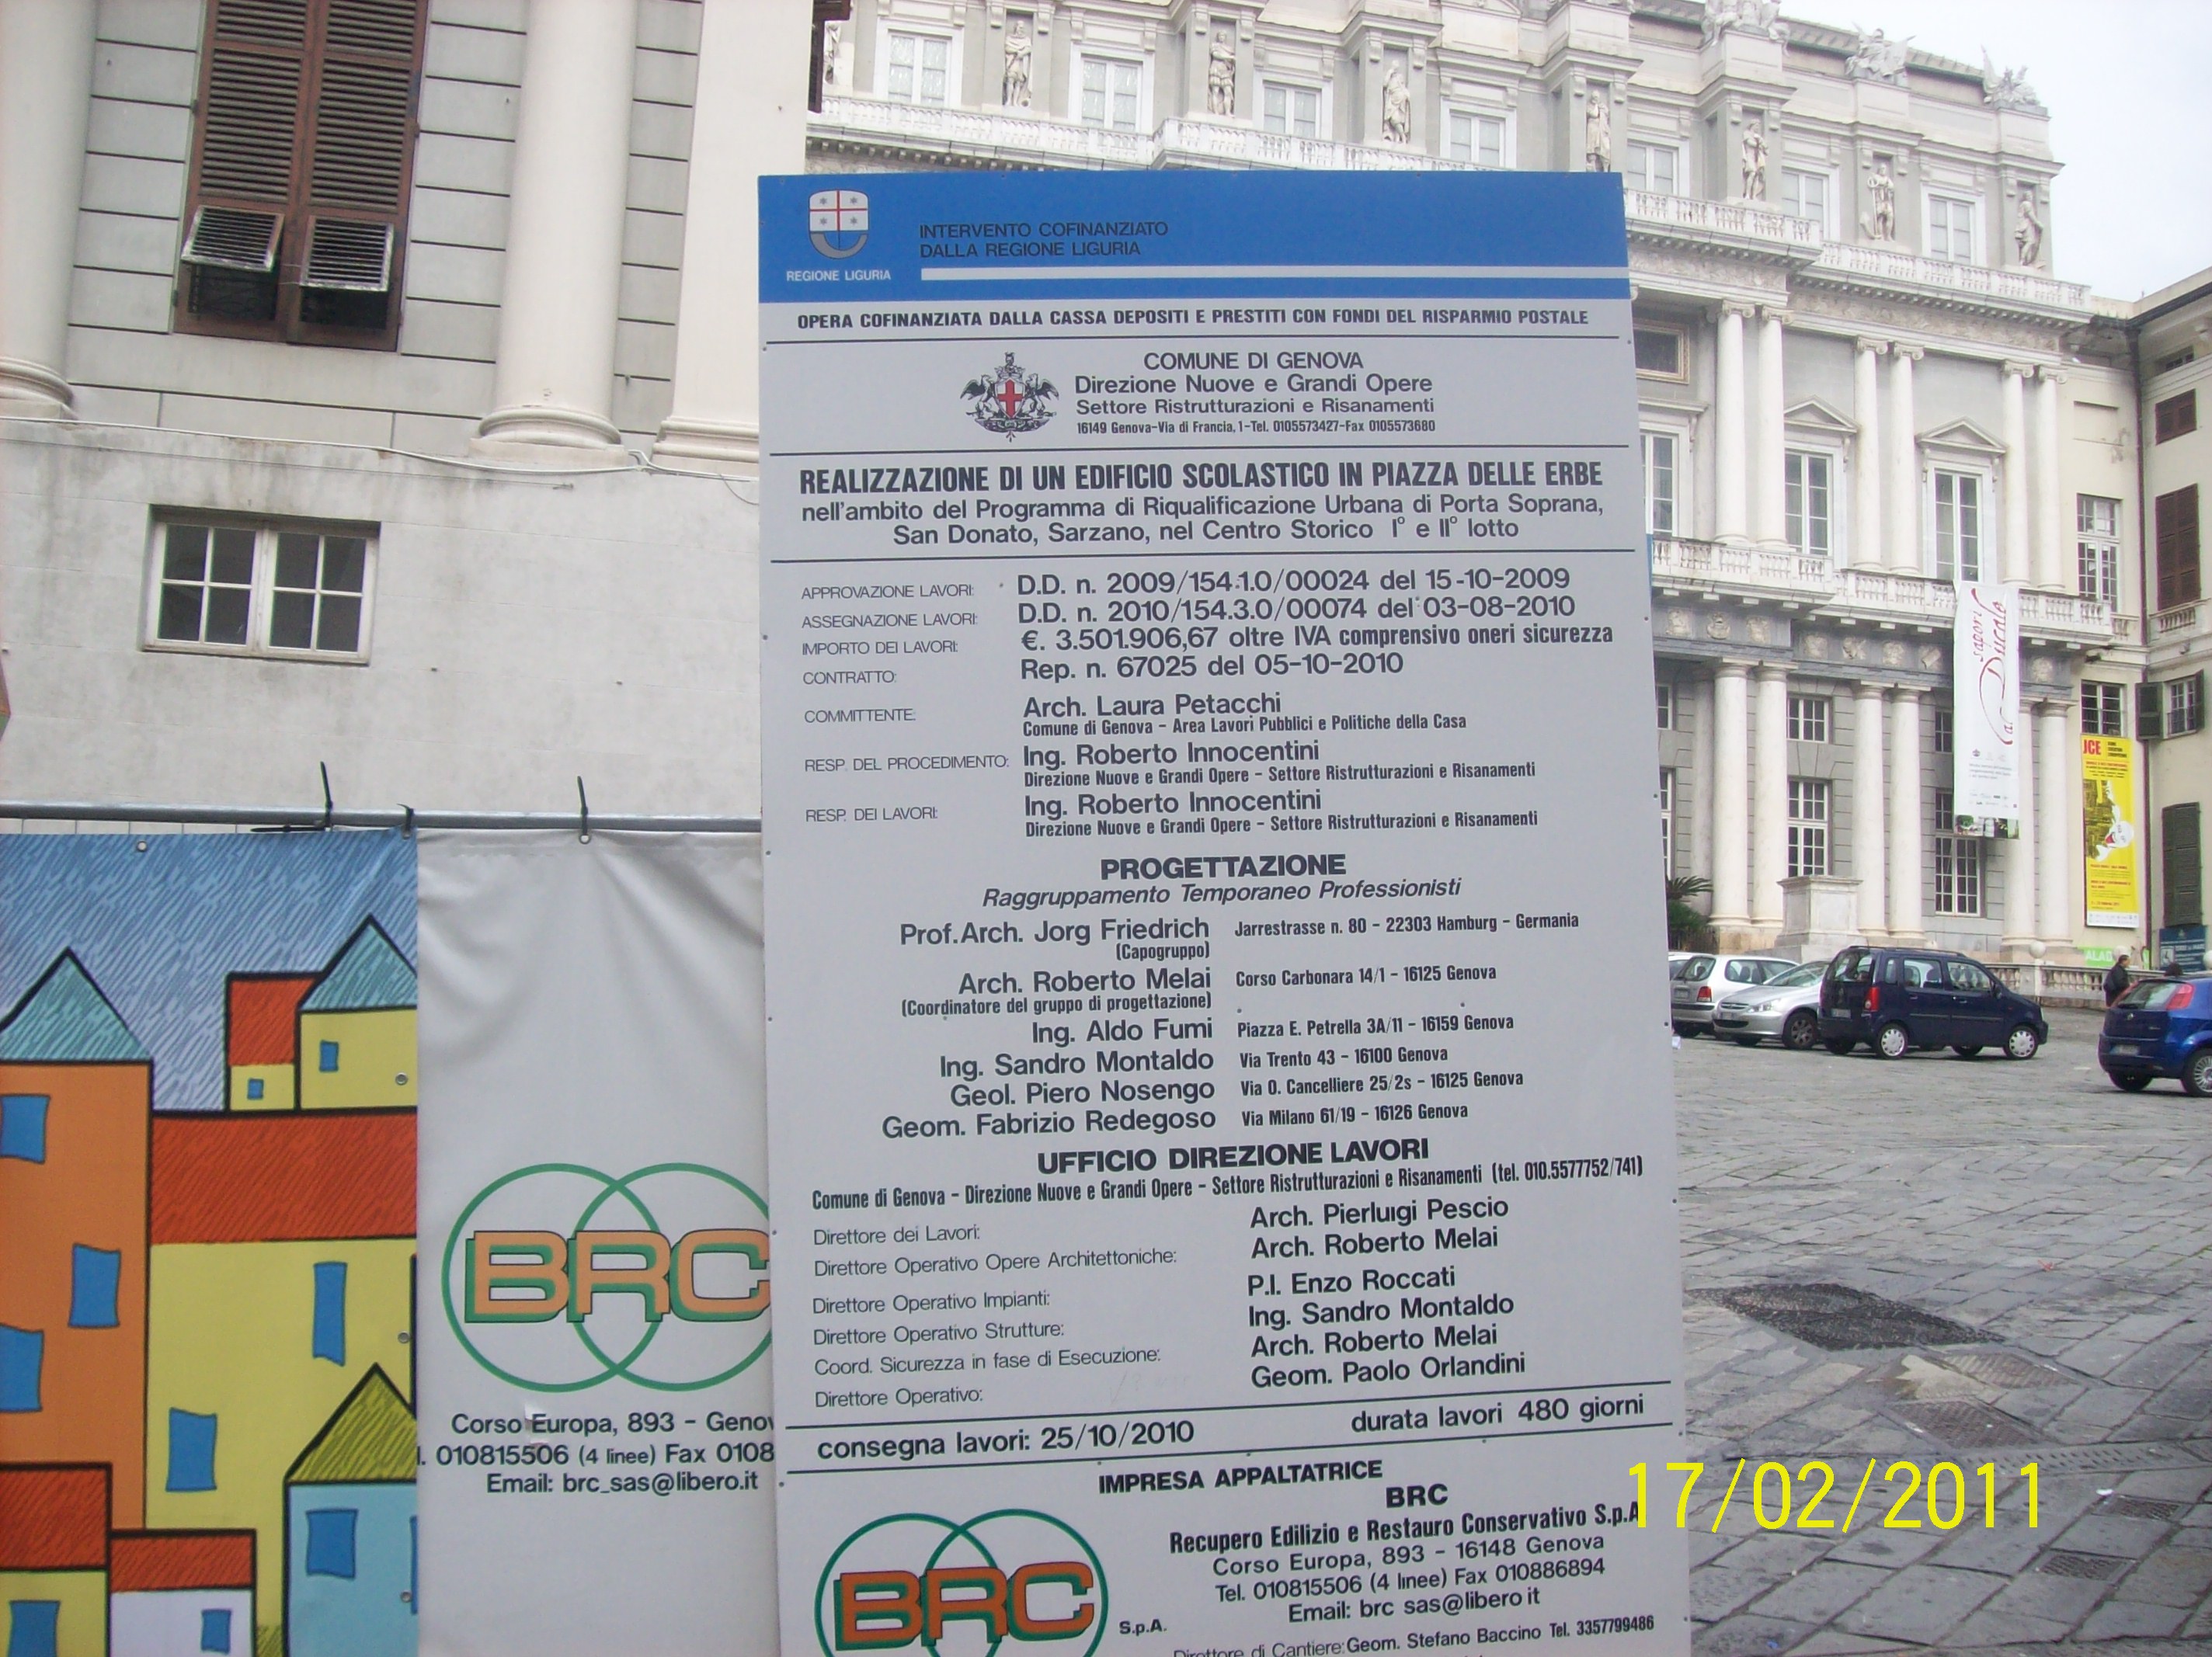 REGIONE LIGURIA
INTERVENTO COFINANZIATO
DALLA REGIONE LIGURIA
OPERA COFINANZIATA DALLA CASSA DEPOSITI E PRESTITI CON FONDI DEL RISPARMIO POSTALE
COMUNE DI GENOVA
Direzione Nuove e Grandi Opere
Settore Ristrutturazioni e Risanamenti
16149 Genova-Via di Francia, 1-Tel. 0105573427-Fax 0105573680
REALIZZAZIONE DI UN EDIFICIO SCOLASTICO IN PIAZZA DELLE ERBE
nell'ambito del Programma di Riqualificazione Urbana di Porta Soprana,
San Donato, Sarzano, nel Centro Storico I° e II° lotto
APPROVAZIONE LAVORI: D.D. n. 2009/154.1.0/00024 del 15-10-2009
ASSEGNAZIONE LAVORI: D.D. n. 2010/154.3.0/00074 del 03-08-2010
IMPORTO DEI LAVORI: €. 3.501.906,67 oltre IVA comprensivo oneri sicurezza
CONTRATTO: Rep. n. 67025 del 05-10-2010
COMMITTENTE: Arch. Laura Petacchi
Comune di Genova - Area Lavori Pubblici e Politiche della Casa
RESP. DEL PROCEDIMENTO: Ing. Roberto Innocentini
Direzione Nuove e Grandi Opere - Settore Ristrutturazioni e Risanamenti
RESP. DEI LAVORI: Ing. Roberto Innocentini
Direzione Nuove e Grandi Opere - Settore Ristrutturazioni e Risanamenti
PROGETTAZIONE
Raggruppamento Temporaneo Professionisti
Prof.Arch. Jorg Friedrich Jarrestrasse n. 80 - 22303 Hamburg - Germania
(Capogruppo)
Arch. Roberto Melai Corso Carbonara 14/1 - 16125 Genova
(Coordinatore del gruppo di progettazione)
Ing. Aldo Fumi Piazza E. Petrella 3A/11 - 16159 Genova
Ing. Sandro Montaldo Via Trento 43 - 16100 Genova
Geol. Piero Nosengo Via O. Cancelliere 25/2s - 16125 Genova
Geom. Fabrizio Redegoso Via Milano 61/19 - 16126 Genova
UFFICIO DIREZIONE LAVORI
Comune di Genova - Direzione Nuove e Grandi Opere - Settore Ristrutturazioni e Risanamenti (tel. 010.5577752/741)
Direttore dei Lavori: Arch. Pierluigi Pescio
Direttore Operativo Opere Architettoniche: Arch. Roberto Melai
Direttore Operativo Impianti: P.I. Enzo Roccati
Direttore Operativo Strutture: Ing. Sandro Montaldo
Coord. Sicurezza in fase di Esecuzione: Arch. Roberto Melai
Direttore Operativo: Geom. Paolo Orlandini
consegna lavori: 25/10/2010 durata lavori 480 giorni
IMPRESA APPALTATRICE
BRC
Recupero Edilizio e Restauro Conservativo S.p.A
Corso Europa, 893 - 16148 Genova
Tel. 010815506 (4 linee) Fax 010886894
Email: brc sas@libero it
BRC S.p.A.
Direttore di Cantiere: Geom. Stefano Baccino Tel. 3357799486
BRC
Corso Europa, 893 - Genov
l. 010815506 (4 linee) Fax 0108
Email: brc_sas@libero.it
sapori
Ducale
JCE
ALAD
17/02/2011